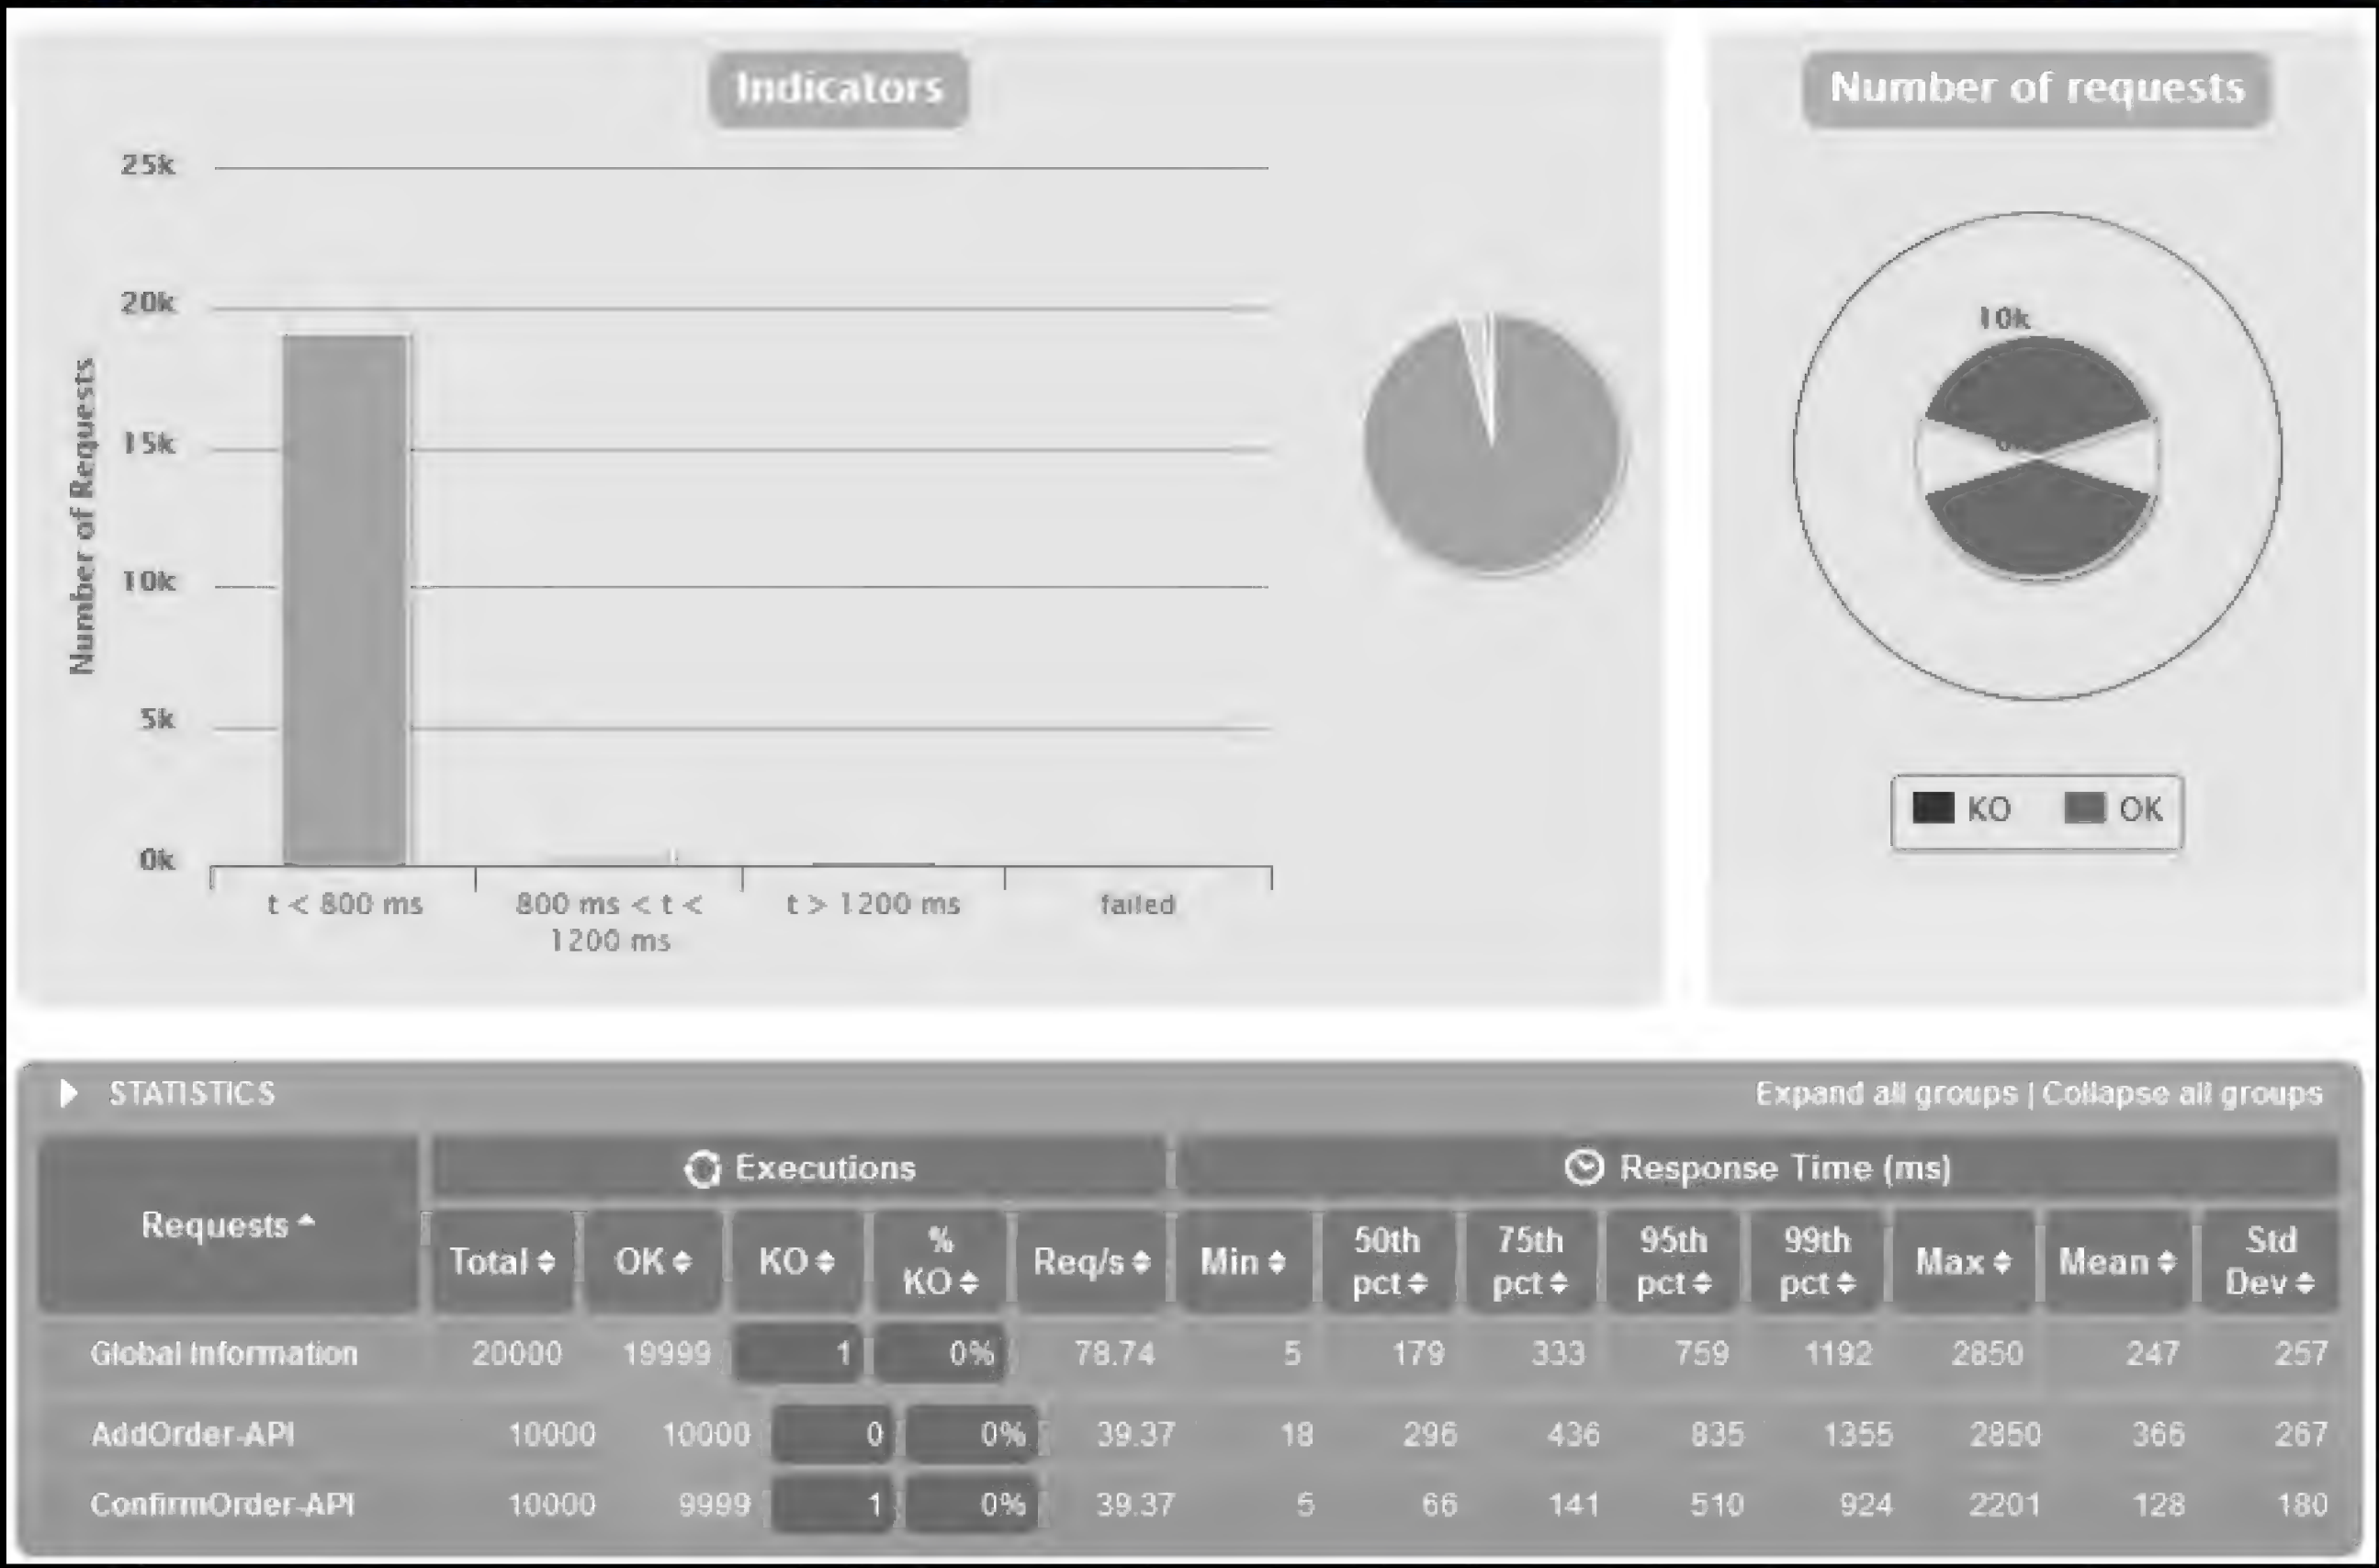 Indicators
Number of requests
25k
20k
15k
10k
5k
0k
Number of Requests
t < 800 ms
800 ms < t <
1200 ms
t > 1200 ms
failed
10k
KO
OK
STATISTICS
Expand all groups | Collapse all groups
Requests
Executions
Response Time (ms)
Total OK KO % KO Req/s Min 50th pct 75th pct 95th pct 99th pct Max Mean Std Dev
Global Information 20000 19999 1 0% 78.74 5 179 333 759 1192 2850 247 257
AddOrder-API 10000 10000 0 0% 39.37 18 296 436 835 1355 2850 366 267
ConfirmOrder-API 10000 9999 1 0% 39.37 5 66 141 510 924 2201 128 180